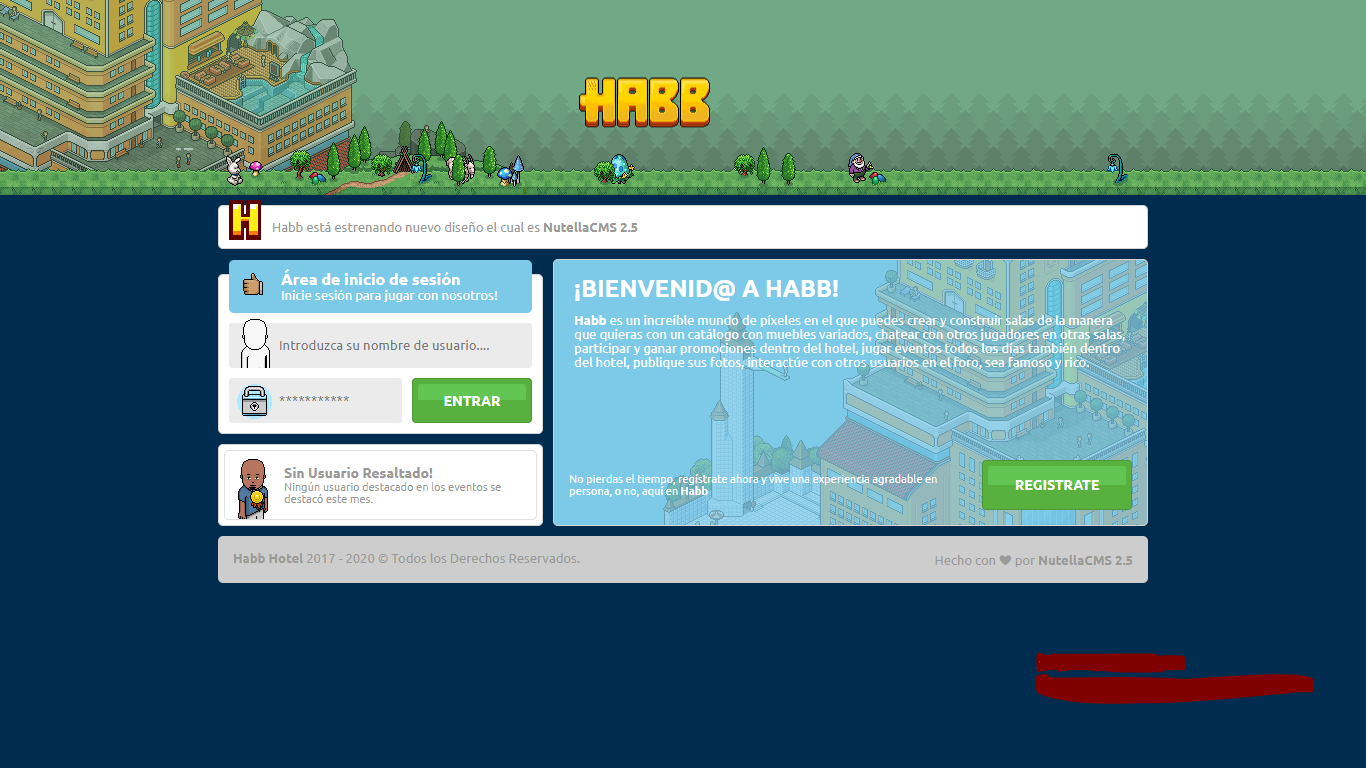 HABB
H
Habb está estrenando nuevo diseño el cual es NutellaCMS 2.5
Área de inicio de sesión
Inicie sesión para jugar con nosotros!
Introduzca su nombre de usuario....
***********
ENTRAR
Sin Usuario Resaltado!
Ningún usuario destacado en los eventos se
destacó este mes.
¡BIENVENID@ A HABB!
Habb es un increíble mundo de píxeles en el que puedes crear y construir salas de la manera
que quieras con un catálogo con muebles variados, chatear con otros jugadores en otras salas,
participar y ganar promociones dentro del hotel, jugar eventos todos los días también dentro
del hotel, publique sus fotos, interactúe con otros usuarios en el foro, sea famoso y rico.
No pierdas el tiempo, regístrate ahora y vive una experiencia agradable en
persona, o no, aquí en Habb
REGISTRATE
Habb Hotel 2017 - 2020 © Todos los Derechos Reservados.
Hecho con ♥ por NutellaCMS 2.5